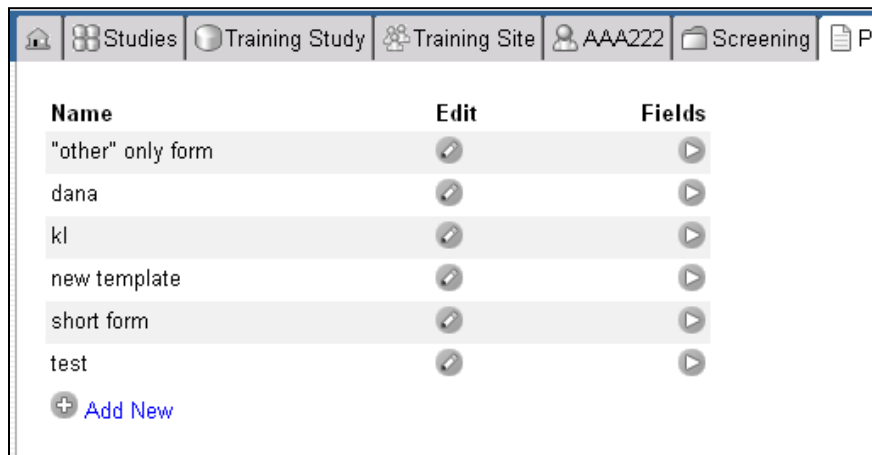 Studies Training Study Training Site AAA222 Screening P
Name Edit Fields
"other" only form
dana
kl
new template
short form
test
Add New